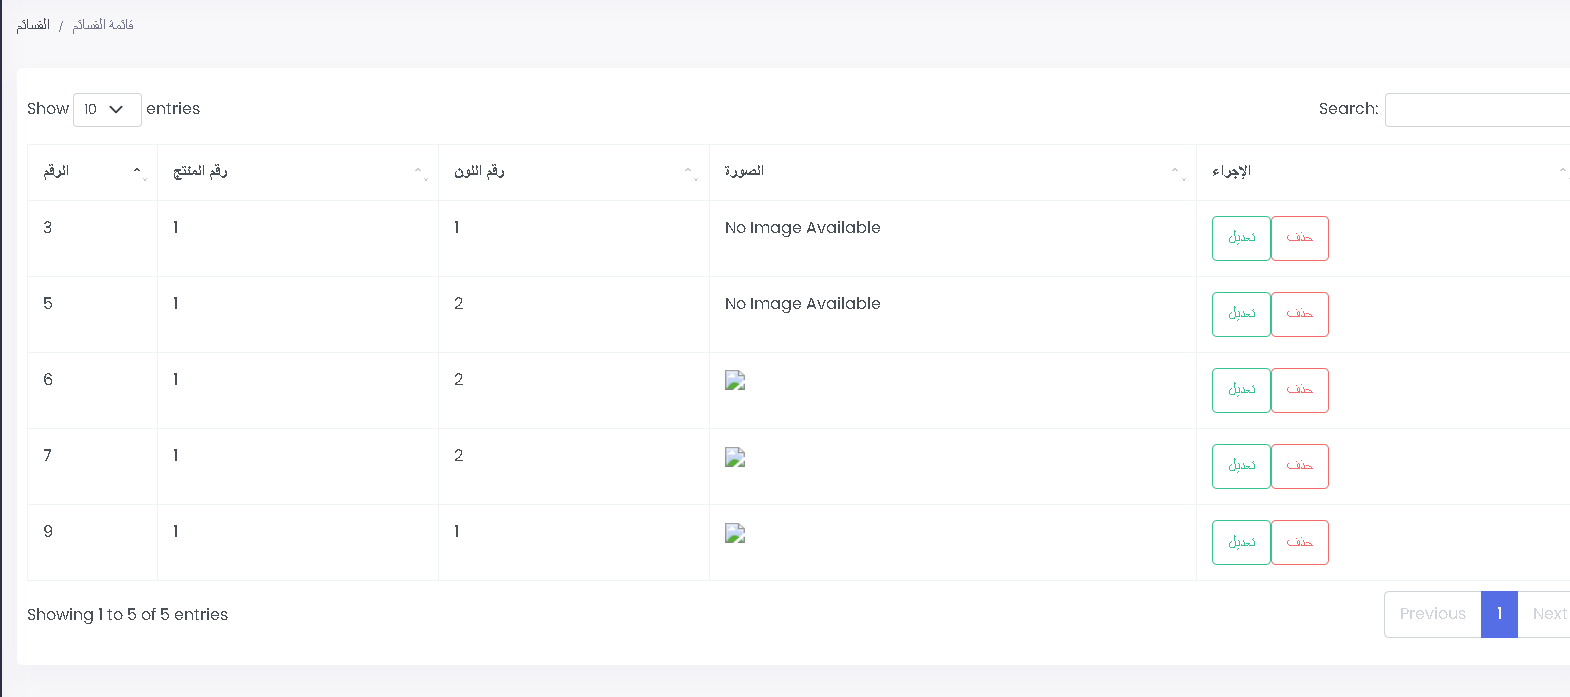 القسائم / قائمة القسائم
Show 10 entries Search:
الرقم رقم المنتج رقم اللون الصورة الإجراء
3 1 1 No Image Available تعديل حذف
5 1 2 No Image Available تعديل حذف
6 1 2 تعديل حذف
7 1 2 تعديل حذف
9 1 1 تعديل حذف
Showing 1 to 5 of 5 entries Previous 1 Next